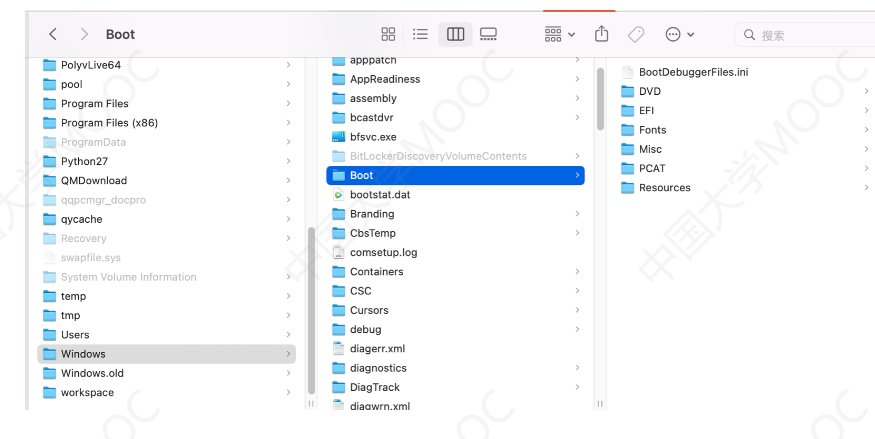 Boot
搜索
PolyvLive64
pool
Program Files
Program Files (x86)
ProgramData
Python27
QMDownload
qqpcmgr_docpro
qycache
Recovery
swapfile.sys
System Volume Information
temp
tmp
Users
Windows
Windows.old
workspace
apppatch
AppReadiness
assembly
bcastdvr
bfsvc.exe
BitLockerDiscoveryVolumeContents
Boot
bootstat.dat
Branding
CbsTemp
comsetup.log
Containers
CSC
Cursors
debug
diagerr.xml
diagnostics
DiagTrack
diagwrn.xml
BootDebuggerFiles.ini
DVD
EFI
Fonts
Misc
PCAT
Resources
中国大学MOOC